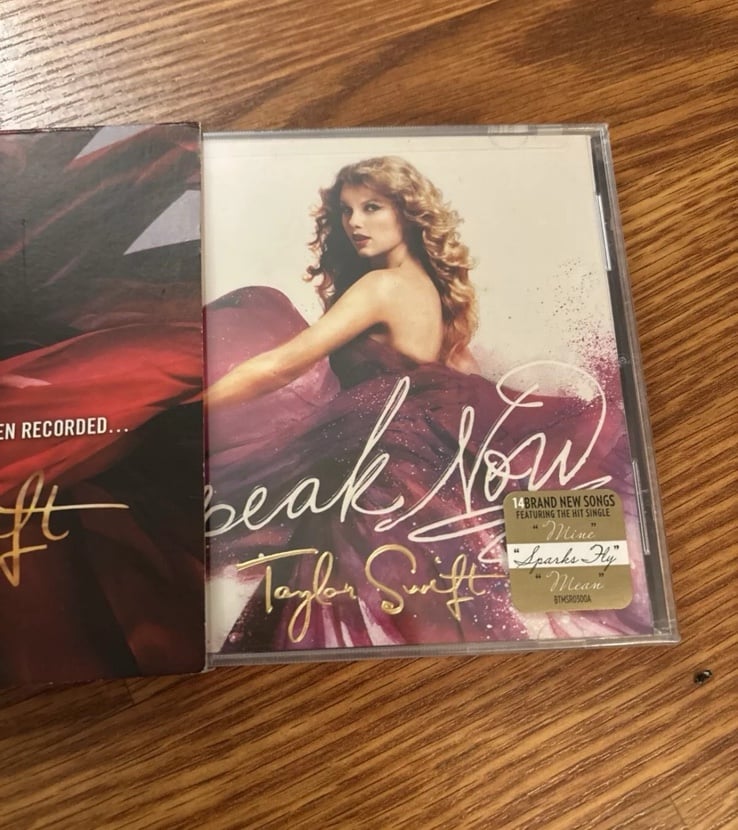 EN RECORDED...
ft
peak Now
Taylor Swift
14 BRAND NEW SONGS
FEATURING THE HIT SINGLE
"Mine"
"Sparks Fly"
"Mean"
BTMSR0300A